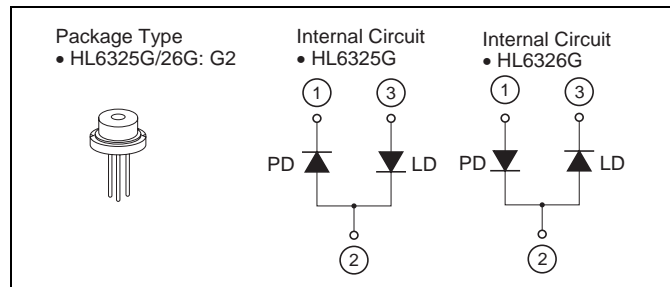 Package Type
• HL6325G/26G: G2
Internal Circuit
• HL6325G
1
3
PD
LD
2
Internal Circuit
• HL6326G
1
3
PD
LD
2